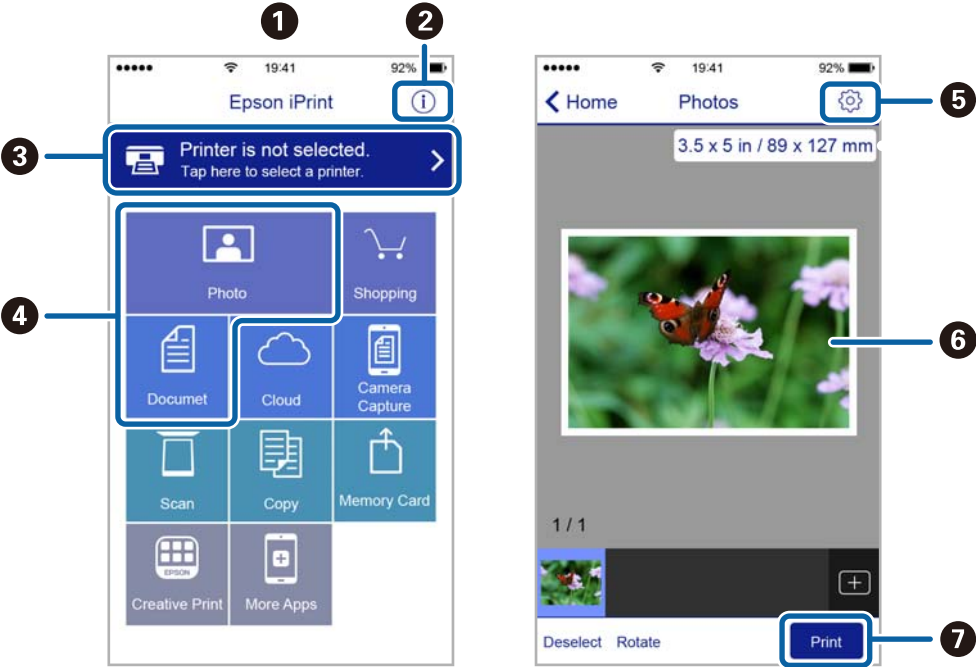 1
2
19:41
92%
Epson iPrint
i
3
Printer is not selected.
Tap here to select a printer.
4
Photo
Shopping
Documet
Cloud
Camera
Capture
Scan
Copy
Memory Card
EPSON
Creative Print
More Apps
19:41
92%
Home
Photos
5
3.5 x 5 in / 89 x 127 mm
6
1 / 1
Deselect
Rotate
Print
7